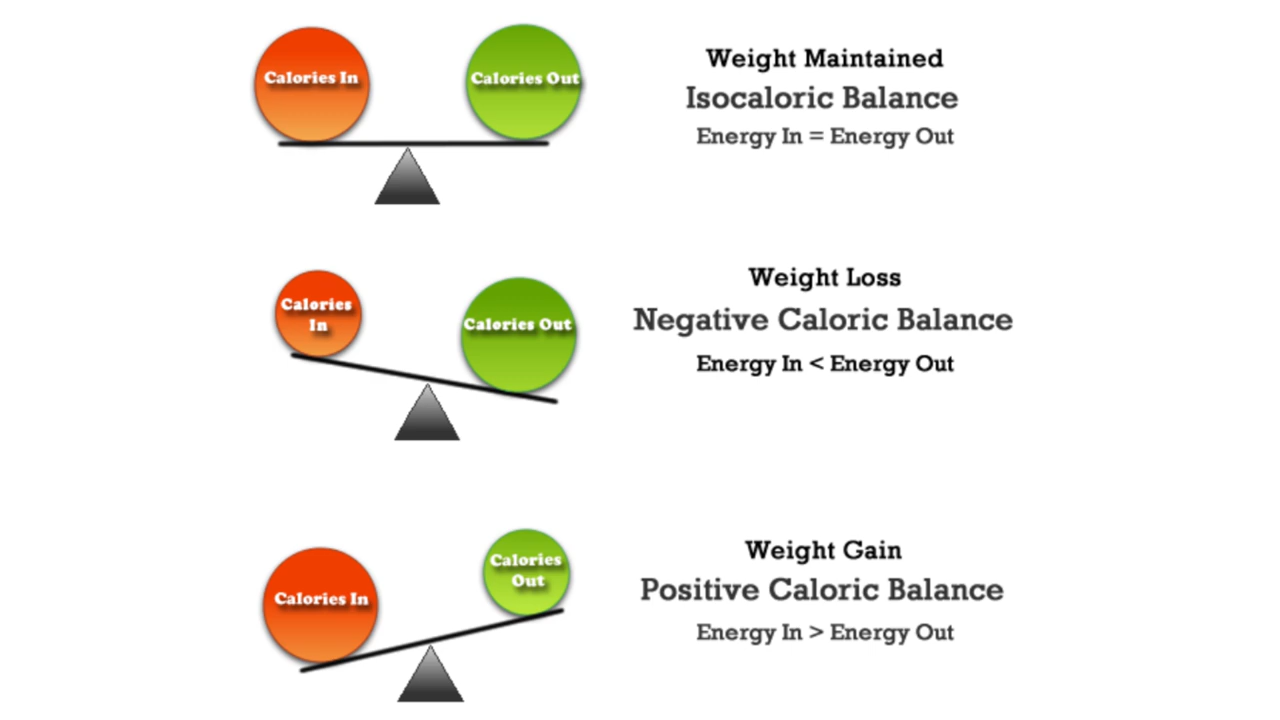 Calories In
Calories Out
Weight Maintained
Isocaloric Balance
Energy In = Energy Out
Calories
In
Calories Out
Weight Loss
Negative Caloric Balance
Energy In < Energy Out
Calories In
Calories
Out
Weight Gain
Positive Caloric Balance
Energy In > Energy Out